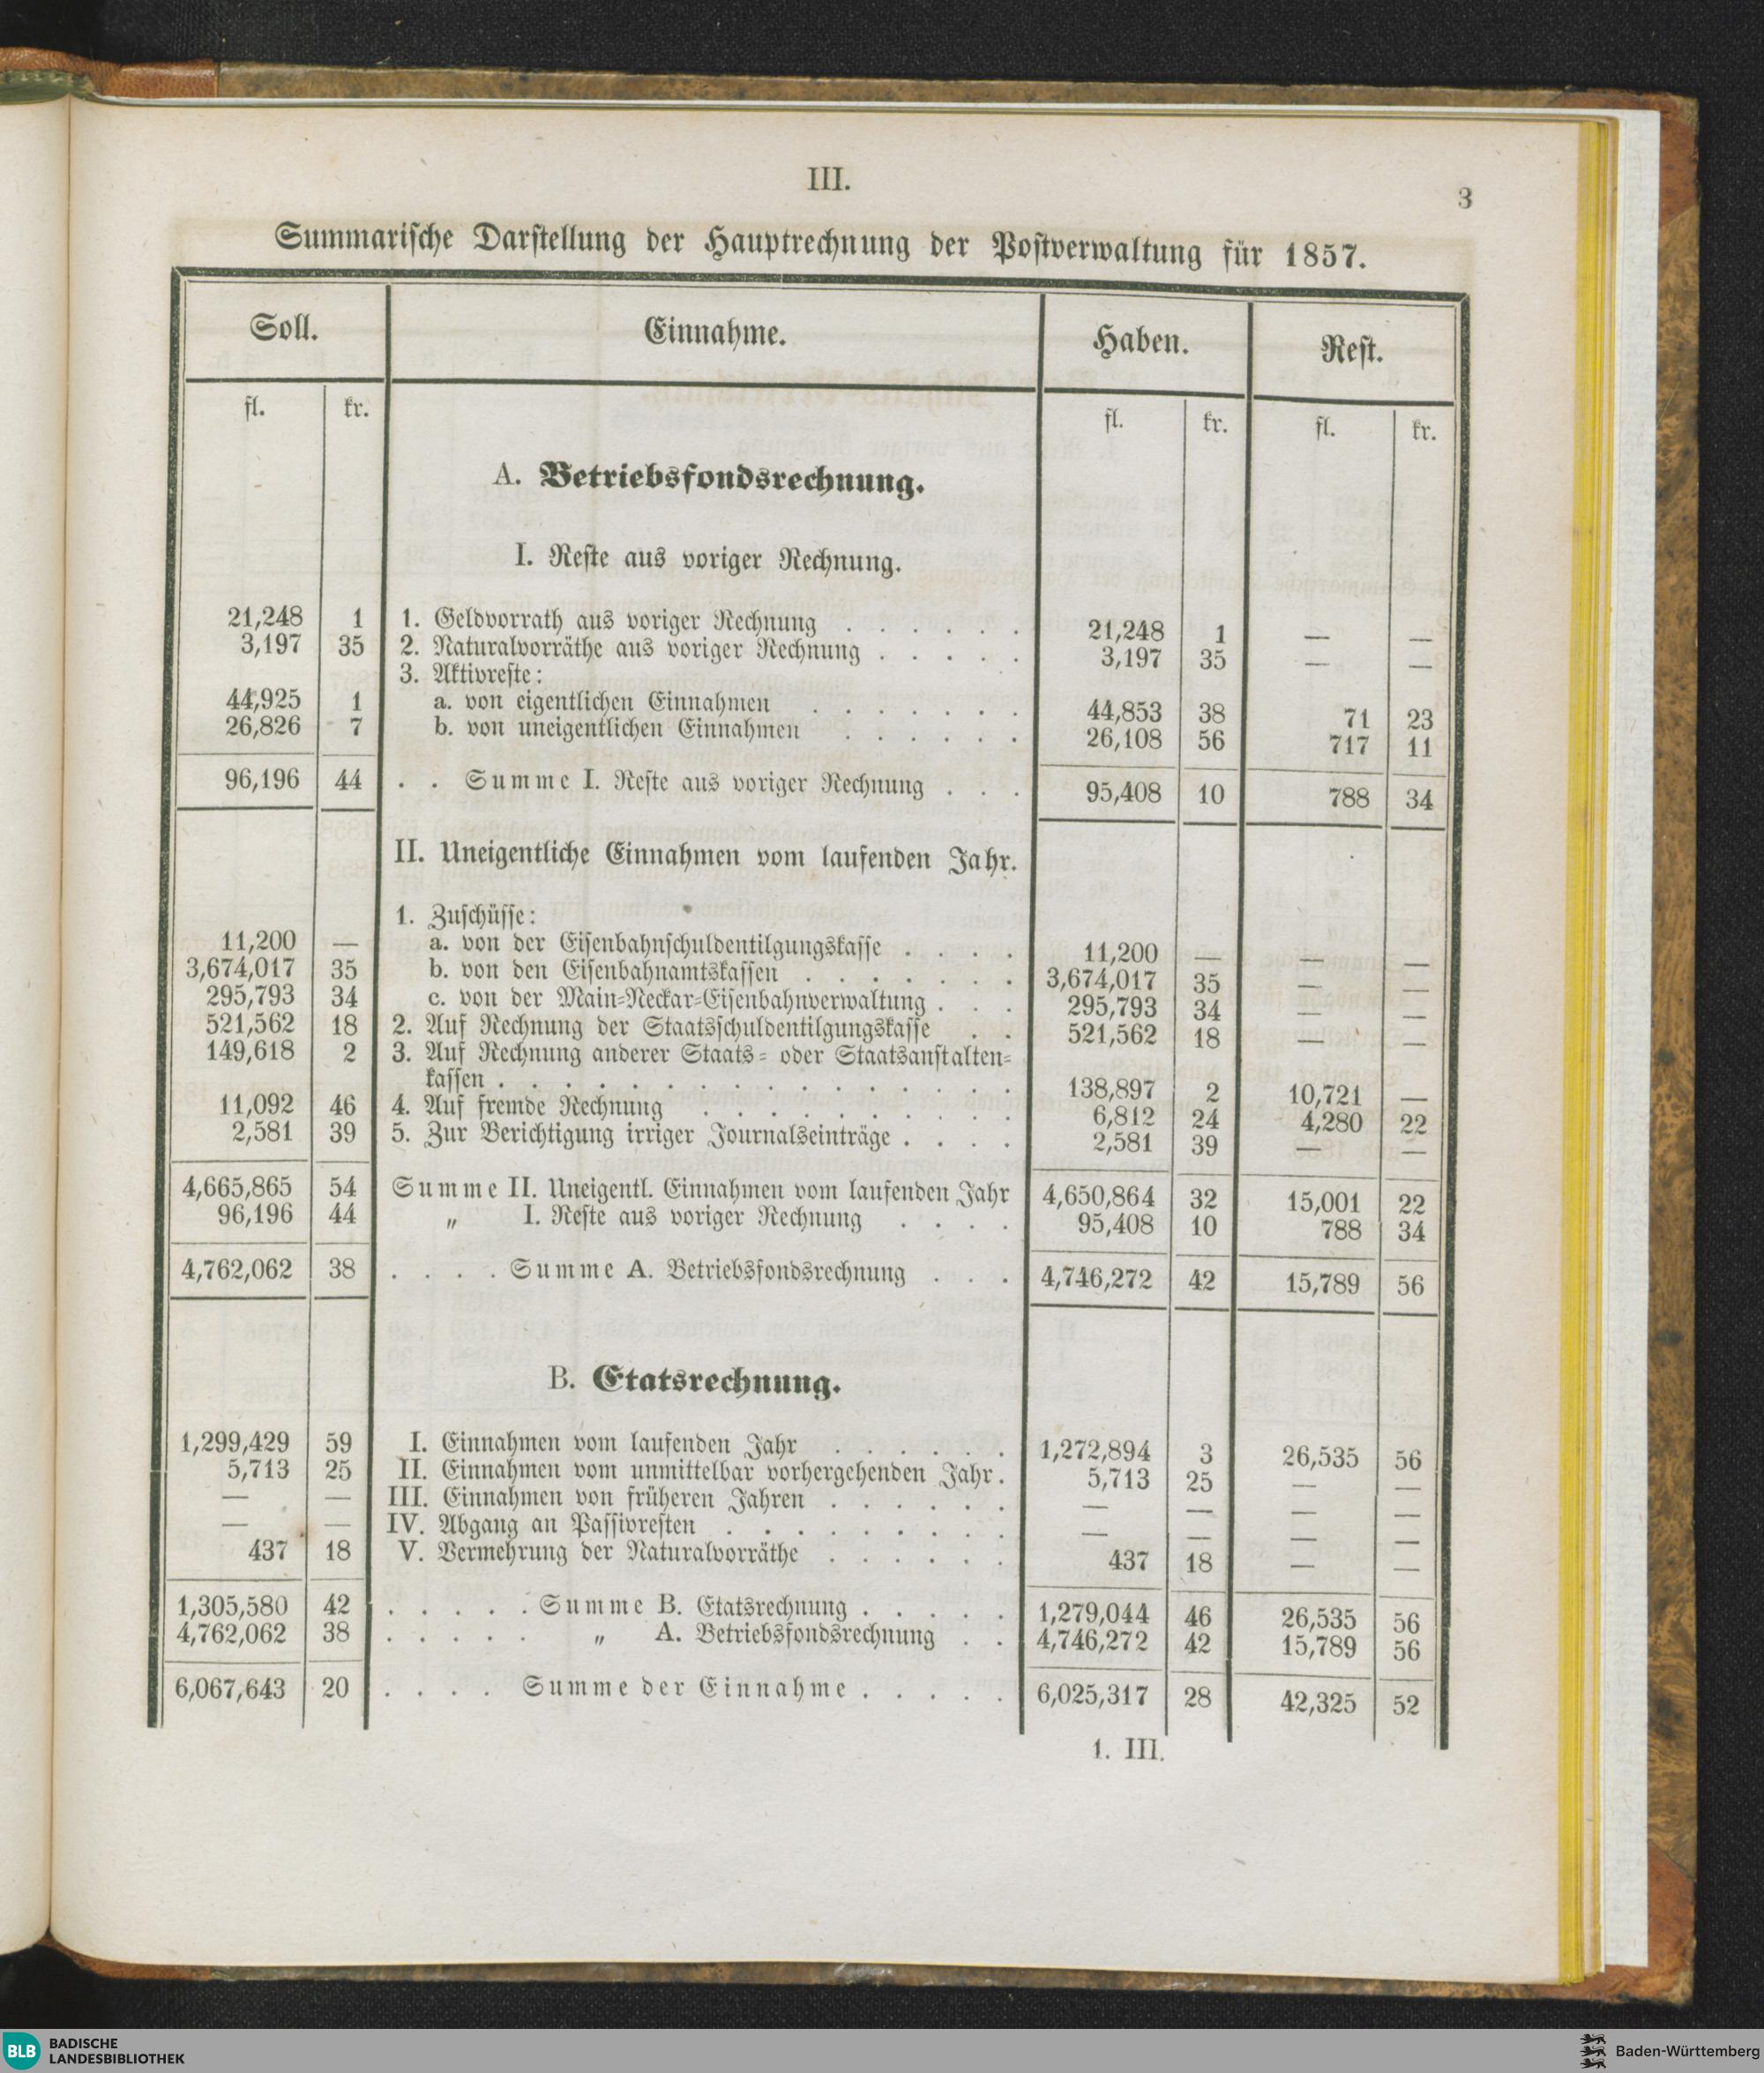 III.
3
Summarische Darstellung der Hauptrechnung der Postverwaltung für 1857.
Soll. Einnahme. Haben. Rest.
fl. kr. fl. kr. fl. kr.
A. Betriebsfondsrechnung.
I. Reste aus voriger Rechnung.
21,248 1 1. Geldvorrath aus voriger Rechnung . . . . . . 21,248 1 — —
3,197 35 2. Naturalvorräthe aus voriger Rechnung . . . . . 3,197 35 — —
3. Aktivreste:
44,925 1 a. von eigentlichen Einnahmen . . . . . . . 44,853 38 71 23
26,826 7 b. von uneigentlichen Einnahmen . . . . . . 26,108 56 717 11
96,196 44 . . Summe I. Reste aus voriger Rechnung . . . 95,408 10 788 34
II. Uneigentliche Einnahmen vom laufenden Jahr.
1. Zuschüsse:
11,200 — a. von der Eisenbahnschuldentilgungskasse . . . . 11,200 — — —
3,674,017 35 b. von den Eisenbahnamtskassen . . . . . . . 3,674,017 35 — —
295,793 34 c. von der Main-Neckar-Eisenbahnverwaltung . . . 295,793 34 — —
521,562 18 2. Auf Rechnung der Staatsschuldentilgungskasse . . 521,562 18 — —
149,618 2 3. Auf Rechnung anderer Staats- oder Staatsanstalten-
kassen . . . . . . . . . . . . . . . . 138,897 2 10,721 —
11,092 46 4. Auf fremde Rechnung . . . . . . . . . . 6,812 24 4,280 22
2,581 39 5. Zur Berichtigung irriger Journalseinträge . . . . 2,581 39 — —
4,665,865 54 Summe II. Uneigentl. Einnahmen vom laufenden Jahr 4,650,864 32 15,001 22
96,196 44 „ I. Reste aus voriger Rechnung . . . . 95,408 10 788 34
4,762,062 38 . . . . Summe A. Betriebsfondsrechnung . . . 4,746,272 42 15,789 56
B. Etatsrechnung.
1,299,429 59 I. Einnahmen vom laufenden Jahr . . . . . . 1,272,894 3 26,535 56
5,713 25 II. Einnahmen vom unmittelbar vorhergehenden Jahr . 5,713 25 — —
— — III. Einnahmen von früheren Jahren . . . . . . — — — —
— — IV. Abgang an Passivresten . . . . . . . . . — — — —
437 18 V. Vermehrung der Naturalvorräthe . . . . . . 437 18 — —
1,305,580 42 . . . . . Summe B. Etatsrechnung . . . . . 1,279,044 46 26,535 56
4,762,062 38 . . . . . „ A. Betriebsfondsrechnung . . 4,746,272 42 15,789 56
6,067,643 20 . . . . Summe der Einnahme . . . . . 6,025,317 28 42,325 52
1. III.
BLB BADISCHE
LANDESBIBLIOTHEK
Baden-Württemberg